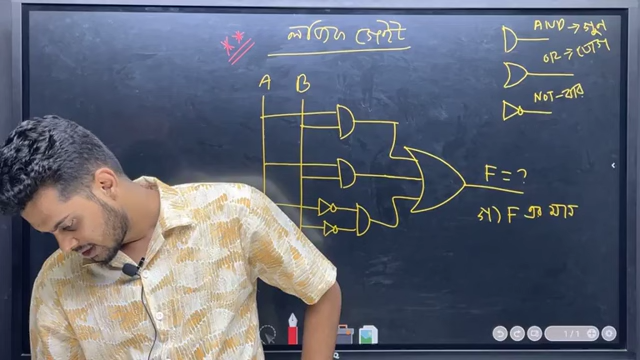 লজিক গেইট
AND → গুন
OR → যোগ
NOT - বার
A B
F = ?
গ) F এর মান
1/1